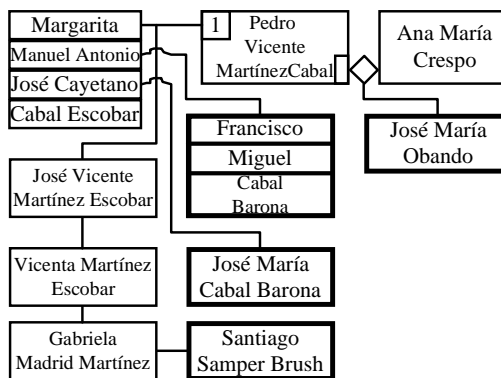 Margarita
Manuel Antonio
José Cayetano
Cabal Escobar
1
Pedro
Vicente
MartínezCabal
Ana María
Crespo
Francisco
Miguel
Cabal
Barona
José María
Obando
José Vicente
Martínez Escobar
Vicenta Martínez
Escobar
José María
Cabal Barona
Gabriela
Madrid Martínez
Santiago
Samper Brush